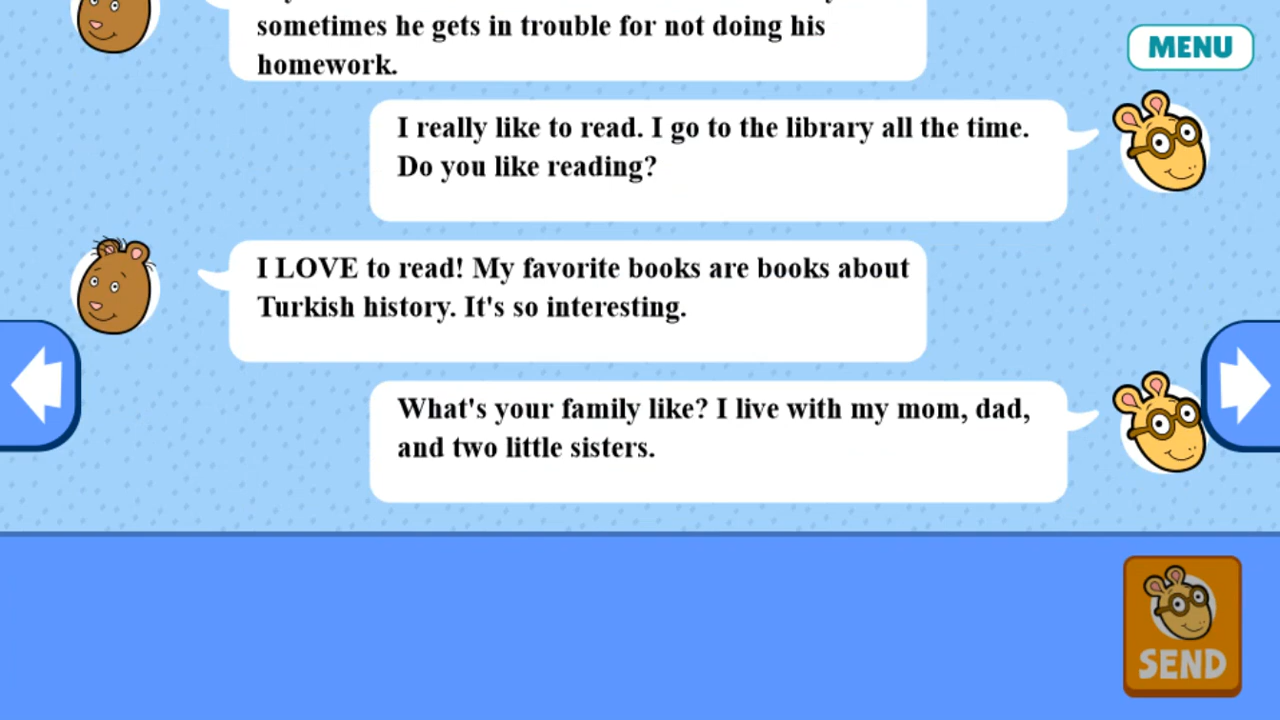 sometimes he gets in trouble for not doing his
homework.
MENU
I really like to read. I go to the library all the time.
Do you like reading?
I LOVE to read! My favorite books are books about
Turkish history. It's so interesting.
What's your family like? I live with my mom, dad,
and two little sisters.
SEND